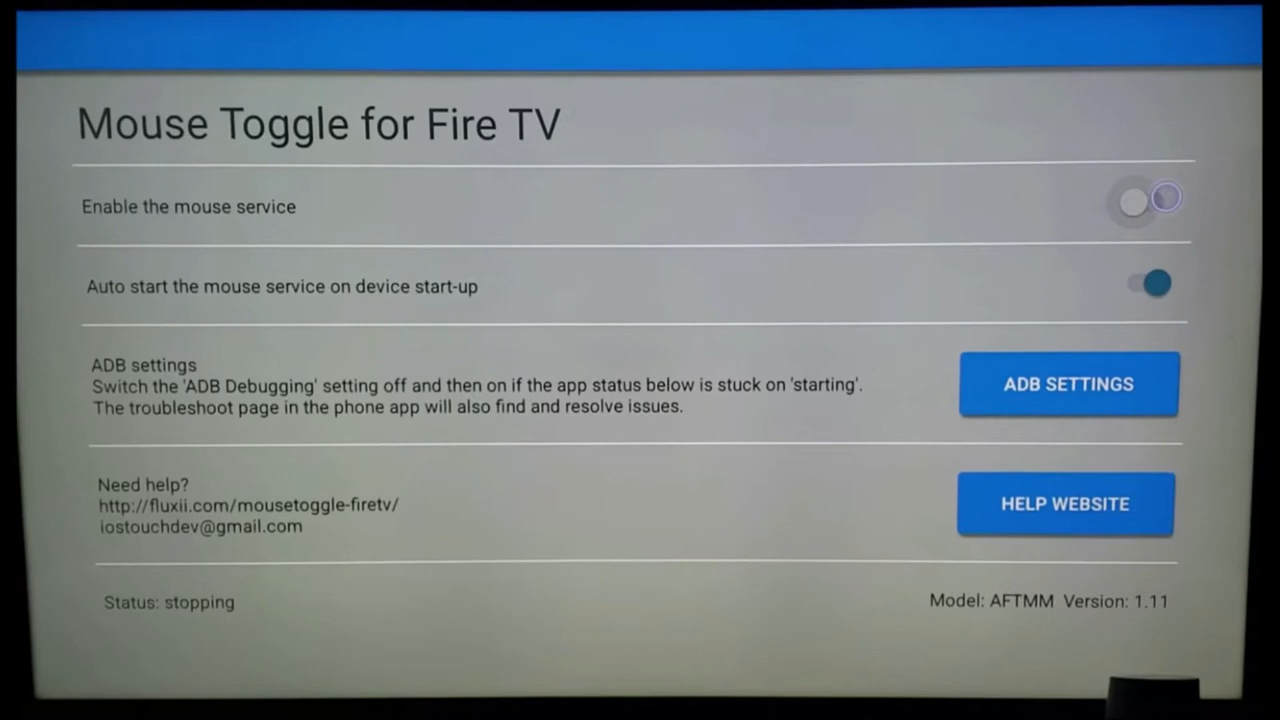 Mouse Toggle for Fire TV
Enable the mouse service
Auto start the mouse service on device start-up
ADB settings
Switch the 'ADB Debugging' setting off and then on if the app status below is stuck on 'starting'.
The troubleshoot page in the phone app will also find and resolve issues.
ADB SETTINGS
Need help?
http://fluxii.com/mousetoggle-firetv/
iostouchdev@gmail.com
HELP WEBSITE
Status: stopping
Model: AFTMM Version: 1.11